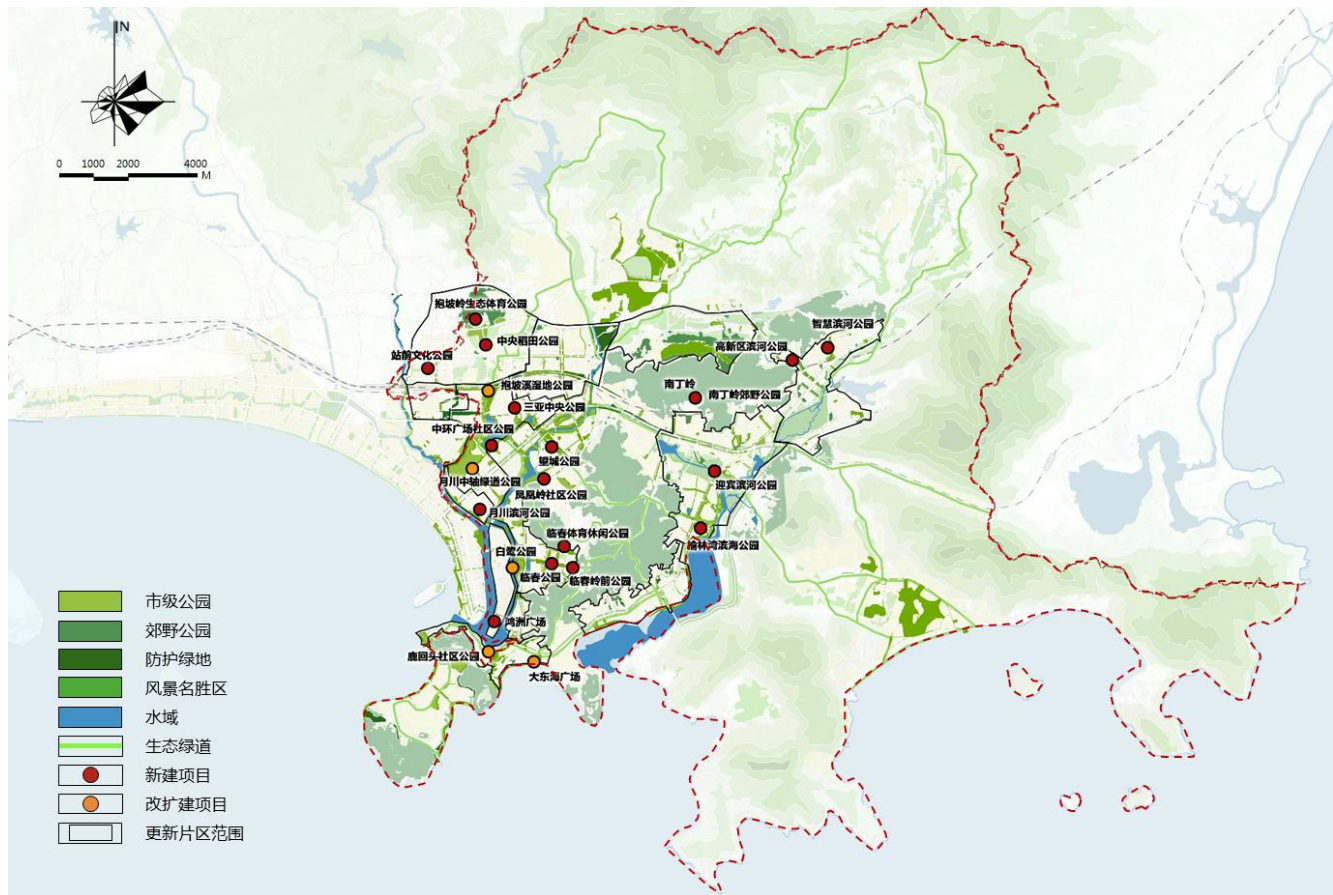 N
0 1000 2000 4000
M
抱坡岭生态体育公园
智慧滨河公园
中央稻田公园
高新区滨河公园
站前文化公园
抱坡溪湿地公园
南丁岭
南丁岭郊野公园
三亚中央公园
中环广场社区公园
望城公园
月川中轴绿道公园
迎宾滨河公园
凤凰岭社区公园
月川滨河公园
临春体育休闲公园
榆林湾滨海公园
白鹭公园
临春公园
临春岭前公园
鸿洲广场
鹿回头社区公园
大东海广场
市级公园
郊野公园
防护绿地
风景名胜区
水域
生态绿道
新建项目
改扩建项目
更新片区范围